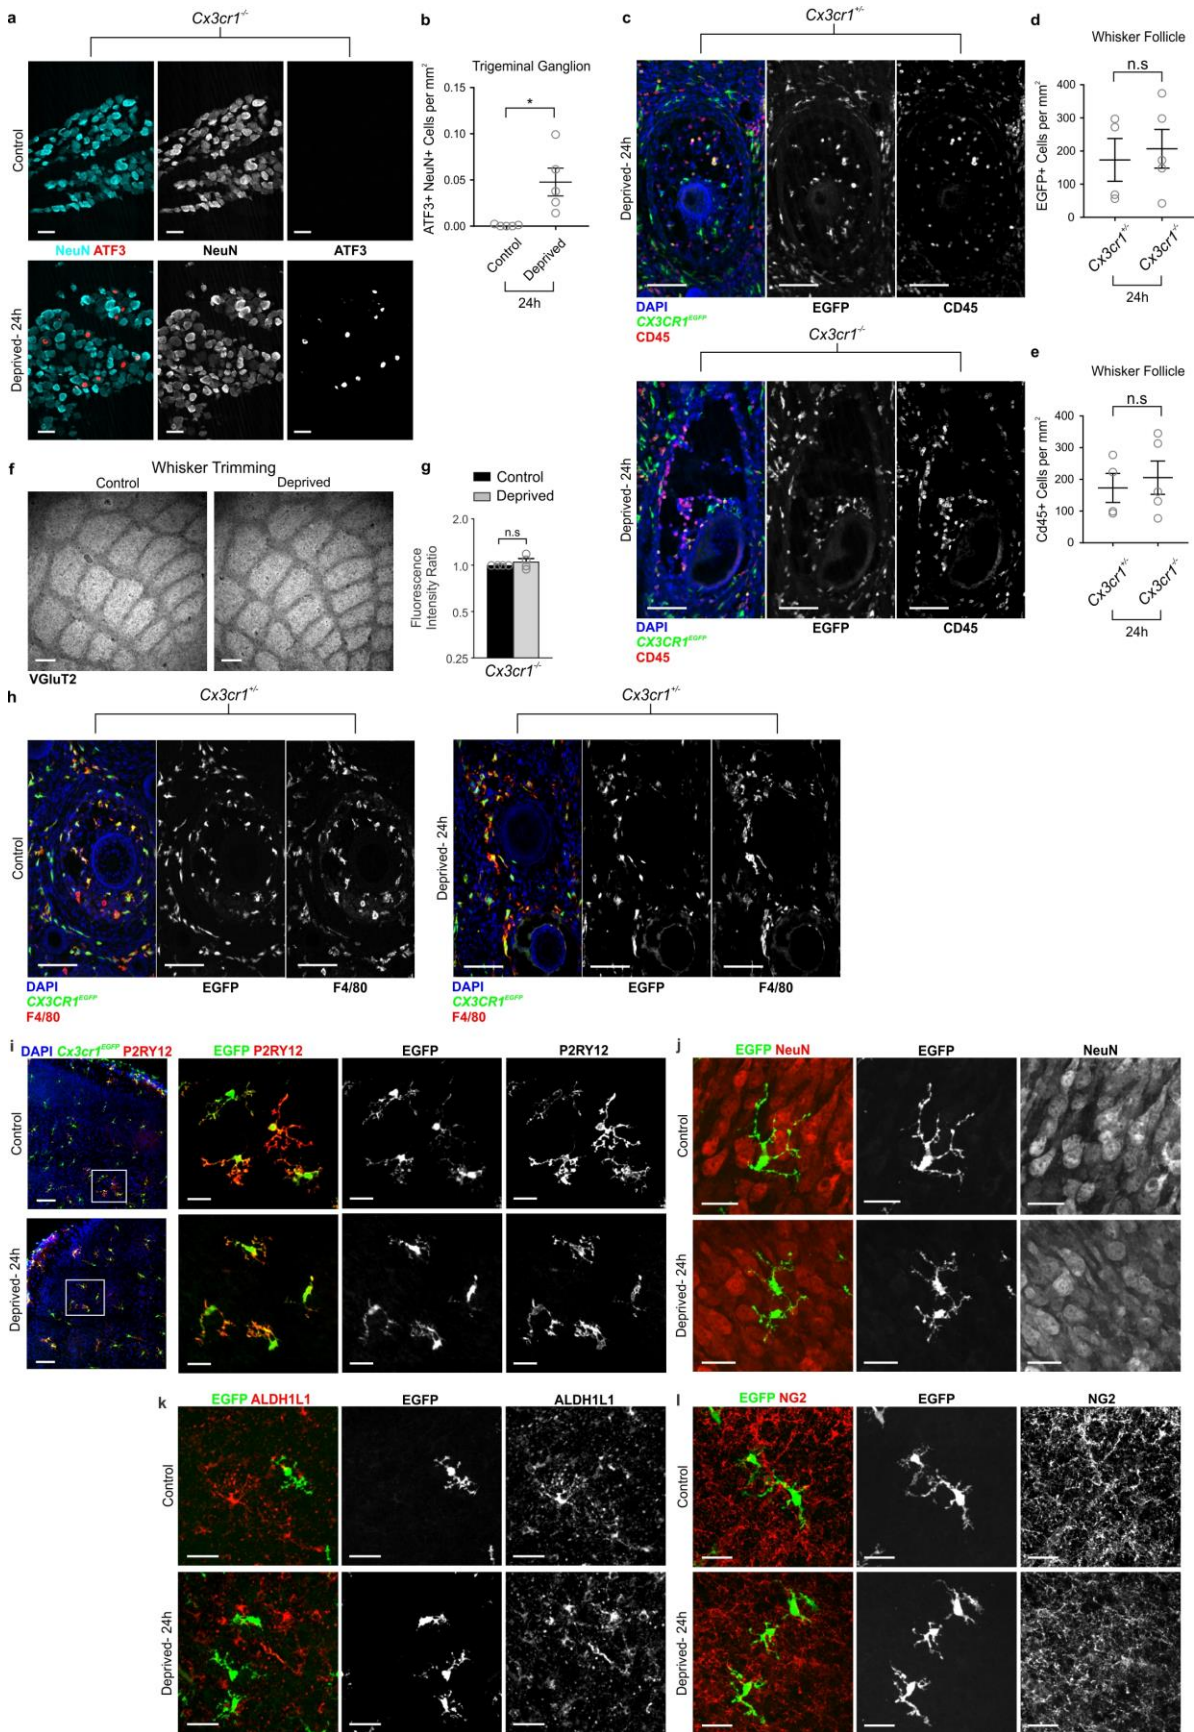 a
Cx3cr1-/-
Control
NeuN ATF3
NeuN
ATF3
Deprived- 24h
b
Trigeminal Ganglion
ATF3+ NeuN+ Cells per mm²
0.15
0.10
0.05
0.00
*
Control
Deprived
24h
c
Cx3cr1+/-
Deprived- 24h
DAPI
CX3CR1EGFP
CD45
EGFP
CD45
Cx3cr1-/-
Deprived- 24h
DAPI
CX3CR1EGFP
CD45
EGFP
CD45
d
Whisker Follicle
n.s
EGFP+ Cells per mm²
400
300
200
100
0
Cx3cr1+/-
Cx3cr1-/-
24h
e
Whisker Follicle
n.s
Cd45+ Cells per mm²
400
300
200
100
0
Cx3cr1+/-
Cx3cr1-/-
24h
f
Whisker Trimming
Control
Deprived
VGluT2
g
Control
Deprived
n.s
Fluorescence
Intensity Ratio
2.0
1.0
0.5
0.25
Cx3cr1-/-
h
Cx3cr1+/-
Control
DAPI
CX3CR1EGFP
F4/80
EGFP
F4/80
Cx3cr1+/-
Deprived- 24h
DAPI
CX3CR1EGFP
F4/80
EGFP
F4/80
i
DAPI Cx3cr1EGFP P2RY12
EGFP P2RY12
EGFP
P2RY12
Control
Deprived- 24h
j
EGFP NeuN
EGFP
NeuN
Control
Deprived- 24h
k
EGFP ALDH1L1
EGFP
ALDH1L1
Control
Deprived- 24h
l
EGFP NG2
EGFP
NG2
Control
Deprived- 24h